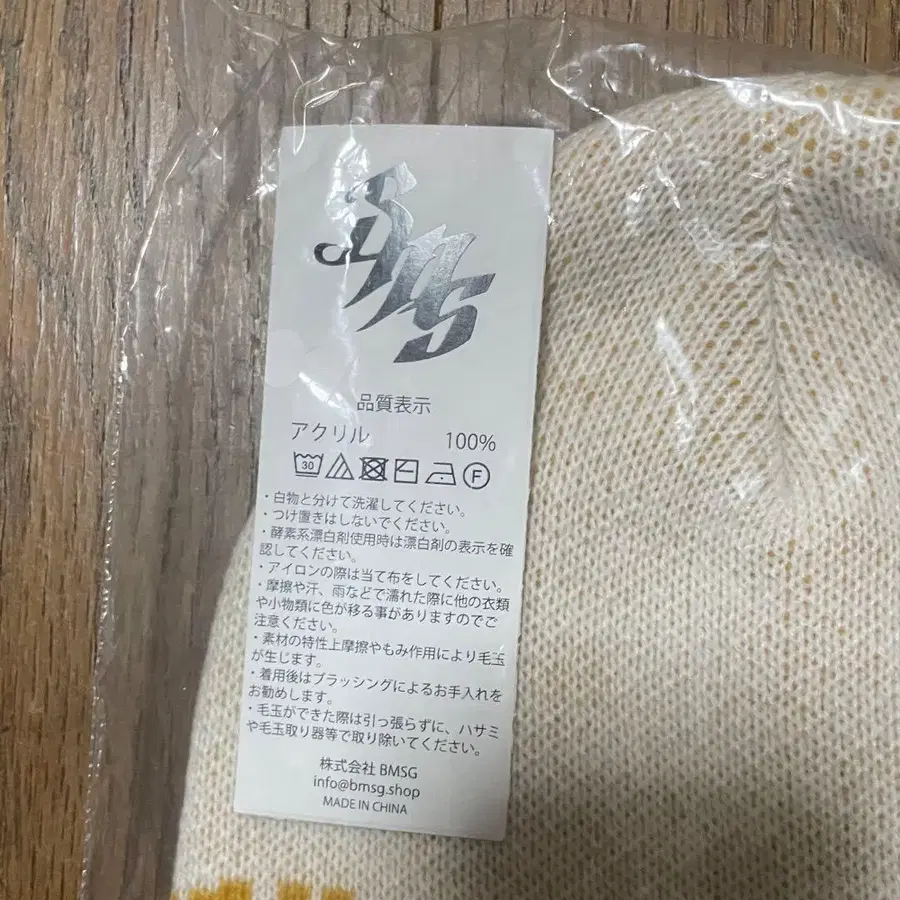 品質表示
アクリル 100%
30 F
・白物と分けて洗濯してください。
・つけ置きはしないでください。
・酵素系漂白剤使用時は漂白剤の表示を確
認してください。
・アイロンの際は当て布をしてください。
・摩擦や汗、雨などで濡れた際に他の衣類
や小物類に色が移る事がありますのでご
注意ください。
・素材の特性上摩擦やもみ作用により毛玉
が生じます。
・着用後はブラッシングによるお手入れを
お勧めします。
・毛玉ができた際は引っ張らずに、ハサミ
や毛玉取り器等で取り除いてください。
株式会社 BMSG
info@bmsg.shop
MADE IN CHINA